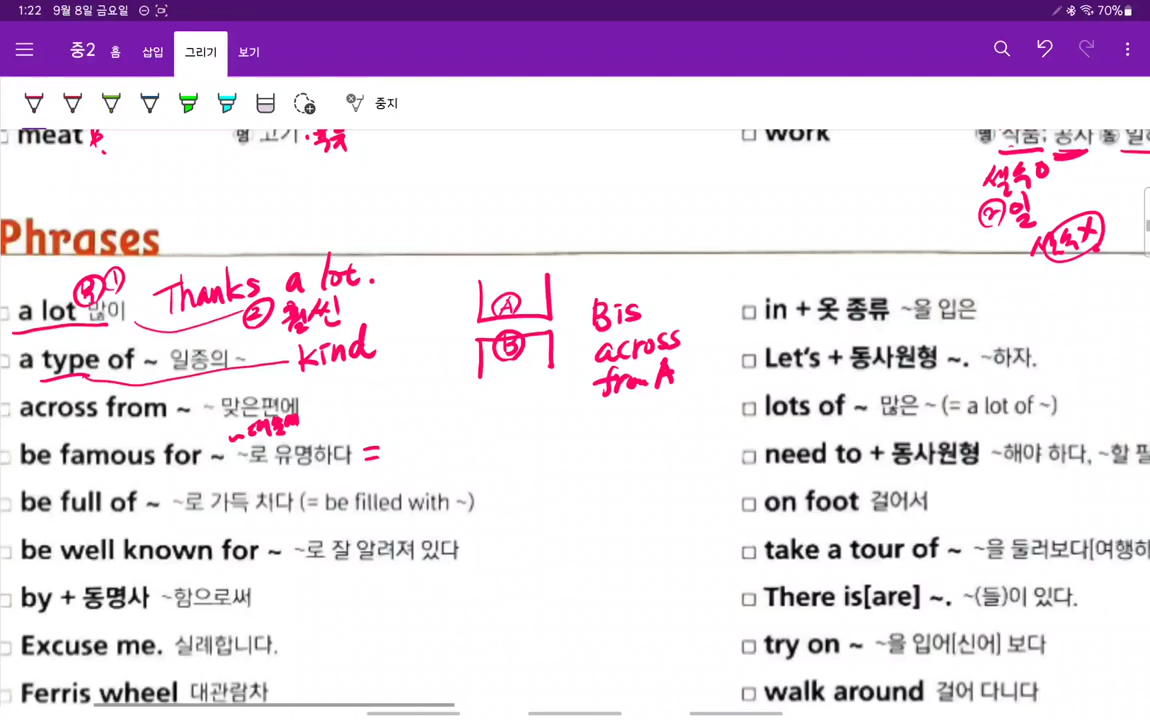 1:22 9월 8일 금요일 70%
중2 홈 삽입 그리기 보기
중지
meat 명 고기
work 명 작품; 공사 동 일하
셀수O
② 일
셀수X
Phrases
a lot 많이 ①
Thanks a lot.
② 훨씬
a type of ~ 일종의 ~ kind
across from ~ ~ 맞은편에
A
B
B is
across
from A
be famous for ~ ~로 유명하다 =
be full of ~ ~로 가득 차다 (= be filled with ~)
be well known for ~ ~로 잘 알려져 있다
by + 동명사 ~함으로써
Excuse me. 실례합니다.
Ferris wheel 대관람차
in + 옷 종류 ~을 입은
Let's + 동사원형 ~. ~하자.
lots of ~ 많은 ~ (= a lot of ~)
need to + 동사원형 ~해야 하다, ~할 필
on foot 걸어서
take a tour of ~ ~을 둘러보다[여행하
There is[are] ~. ~(들)이 있다.
try on ~ ~을 입어[신어] 보다
walk around 걸어 다니다